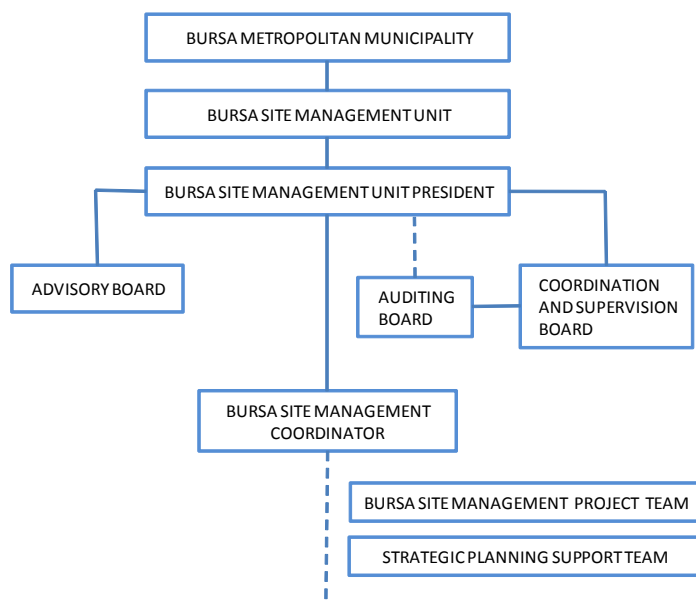 BURSA METROPOLITAN MUNICIPALITY
BURSA SITE MANAGEMENT UNIT
BURSA SITE MANAGEMENT UNIT PRESIDENT
ADVISORY BOARD
AUDITING
BOARD
COORDINATION
AND SUPERVISION
BOARD
BURSA SITE MANAGEMENT
COORDINATOR
BURSA SITE MANAGEMENT PROJECT TEAM
STRATEGIC PLANNING SUPPORT TEAM